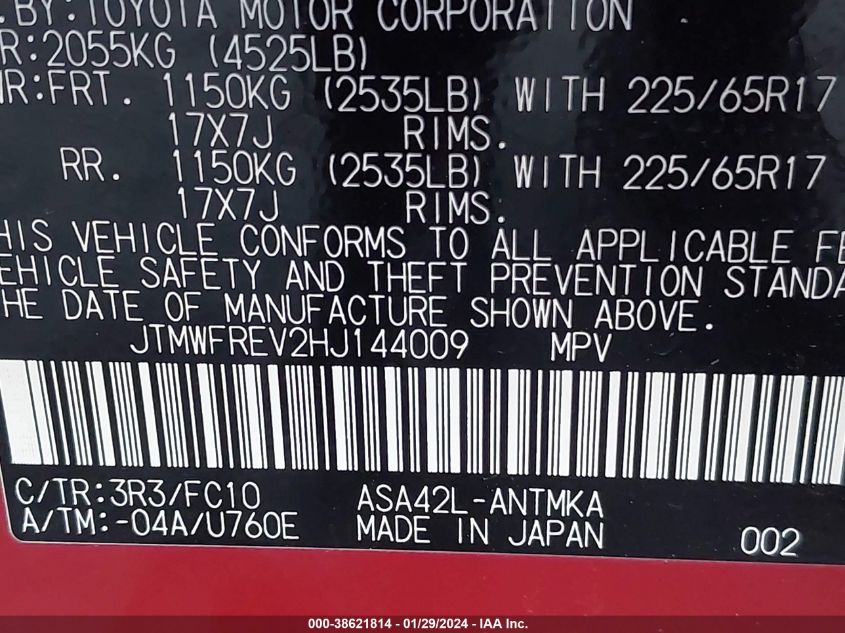 .BY:TOYOTA MOTOR CORPORATION
R:2055KG (4525LB)
R:FRT. 1150KG (2535LB) WITH 225/65R17
17X7J RIMS.
RR. 1150KG (2535LB) WITH 225/65R17
17X7J RIMS.
HIS VEHICLE CONFORMS TO ALL APPLICABLE FE
EHICLE SAFETY AND THEFT PREVENTION STANDA
THE DATE OF MANUFACTURE SHOWN ABOVE.
JTMWFREV2HJ144009 MPV
C/TR:3R3/FC10 ASA42L-ANTMKA
A/TM:-04A/U760E MADE IN JAPAN 002
000-38621814 - 01/29/2024 - IAA Inc.